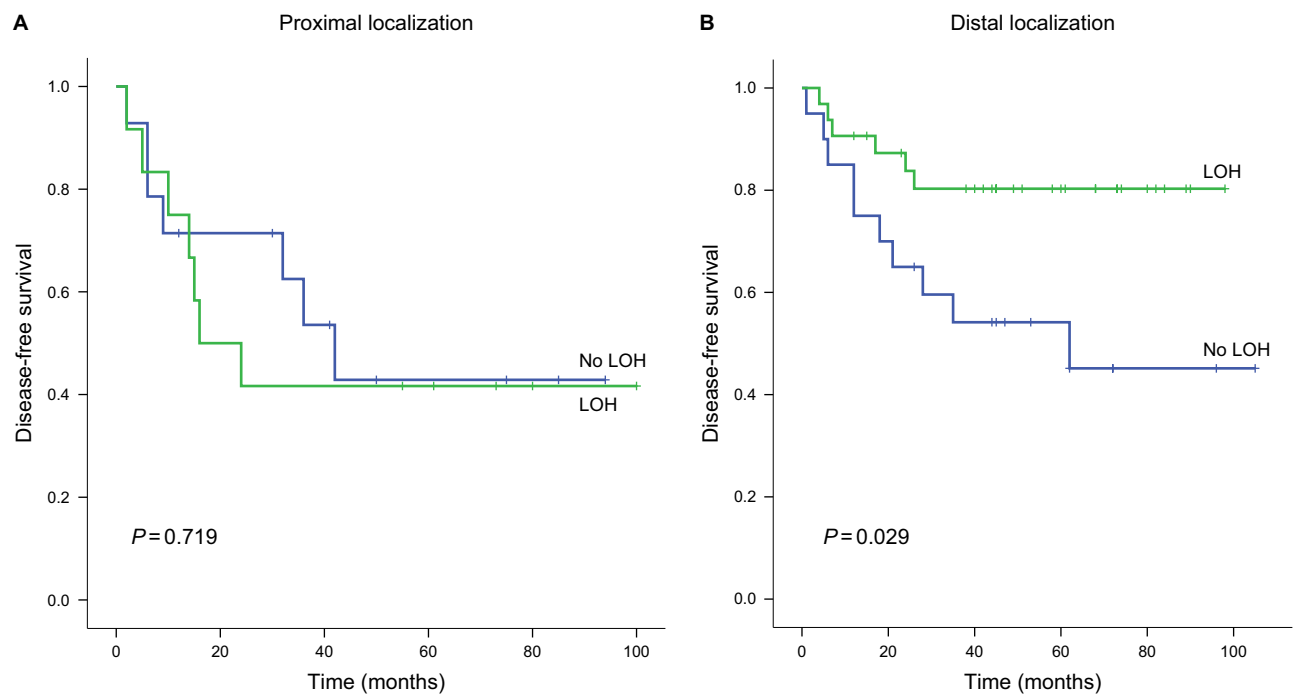 A
Proximal localization
Disease-free survival
1.0
0.8
0.6
0.4
0.2
0.0
No LOH
LOH
P=0.719
0 20 40 60 80 100
Time (months)
B
Distal localization
Disease-free survival
1.0
0.8
0.6
0.4
0.2
0.0
LOH
No LOH
P=0.029
0 20 40 60 80 100
Time (months)